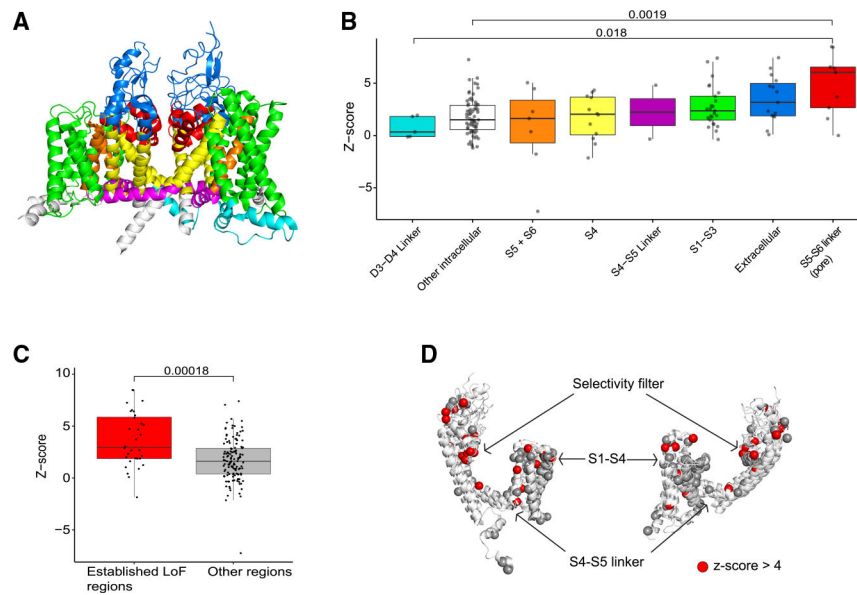 A
B
0.0019
0.018
Z−score
5
0
−5
D3−D4 Linker
Other intracellular
S5 + S6
S4
S4−S5 Linker
S1−S3
Extracellular
S5-S6 linker
(pore)
C
0.00018
Z−score
10
5
0
−5
Established LoF
regions
Other regions
D
Selectivity filter
S1-S4
S4-S5 linker
z-score > 4